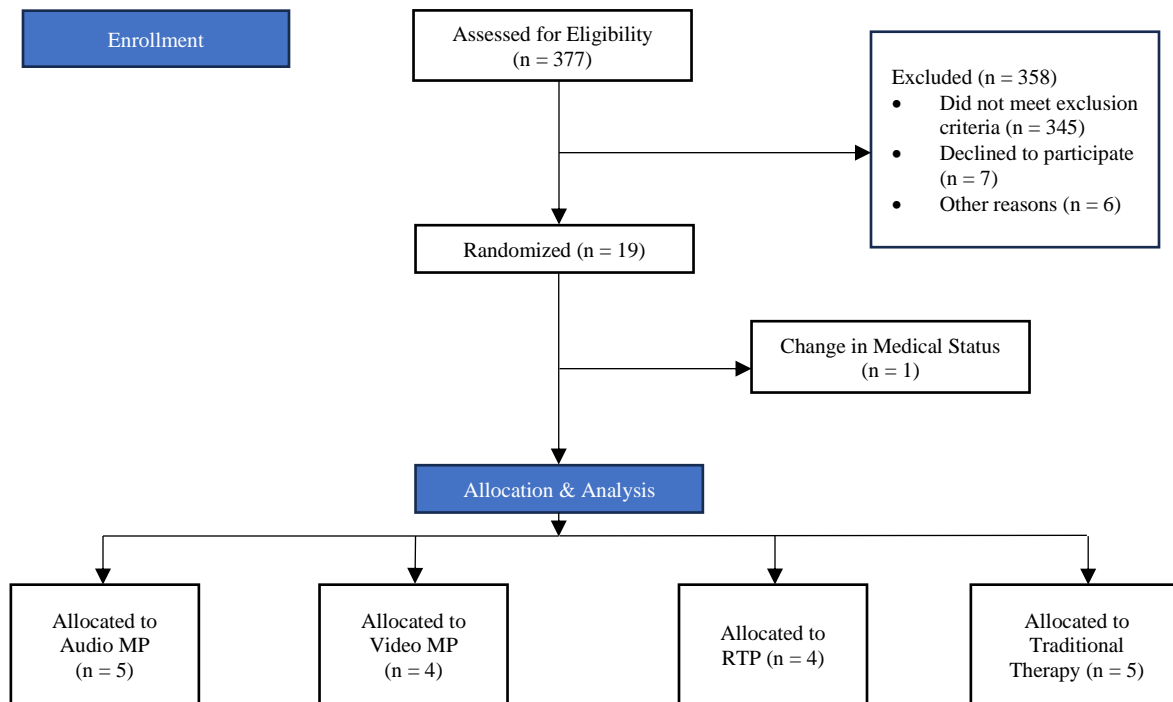 Enrollment
Assessed for Eligibility
(n = 377)
Excluded (n = 358)
• Did not meet exclusion
criteria (n = 345)
• Declined to participate
(n = 7)
• Other reasons (n = 6)
Randomized (n = 19)
Change in Medical Status
(n = 1)
Allocation & Analysis
Allocated to
Audio MP
(n = 5)
Allocated to
Video MP
(n = 4)
Allocated to
RTP (n = 4)
Allocated to
Traditional
Therapy (n = 5)